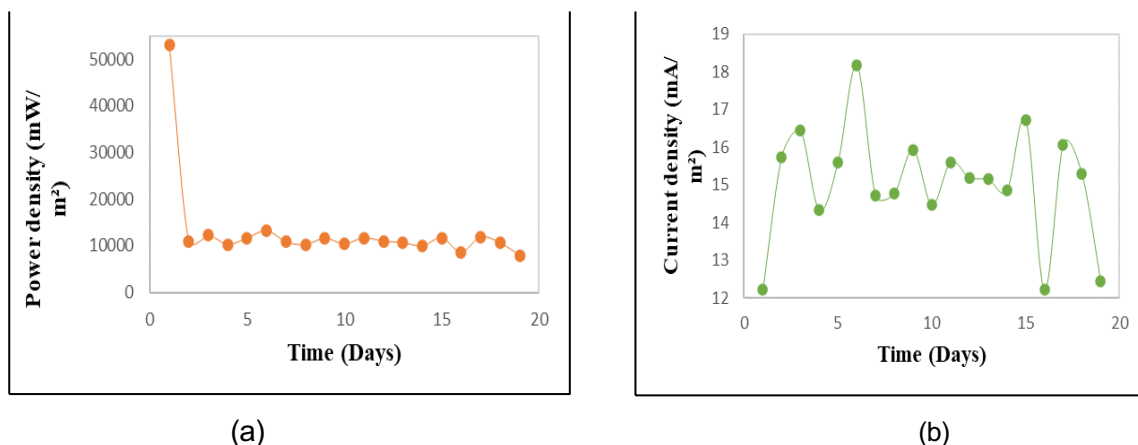 50000
40000
30000
20000
10000
0
0 5 10 15 20
Power density (mW/
m²)
Time (Days)
(a)
19
18
17
16
15
14
13
12
0 5 10 15 20
Current density (mA/
m²)
Time (Days)
(b)